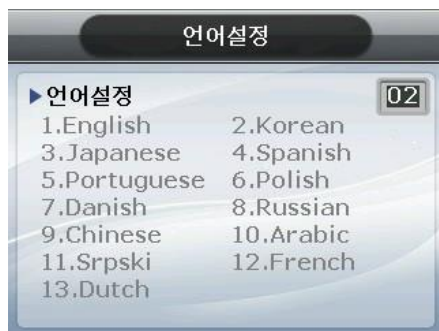 언어설정
▶언어설정 02
1.English 2.Korean
3.Japanese 4.Spanish
5.Portuguese 6.Polish
7.Danish 8.Russian
9.Chinese 10.Arabic
11.Srpski 12.French
13.Dutch